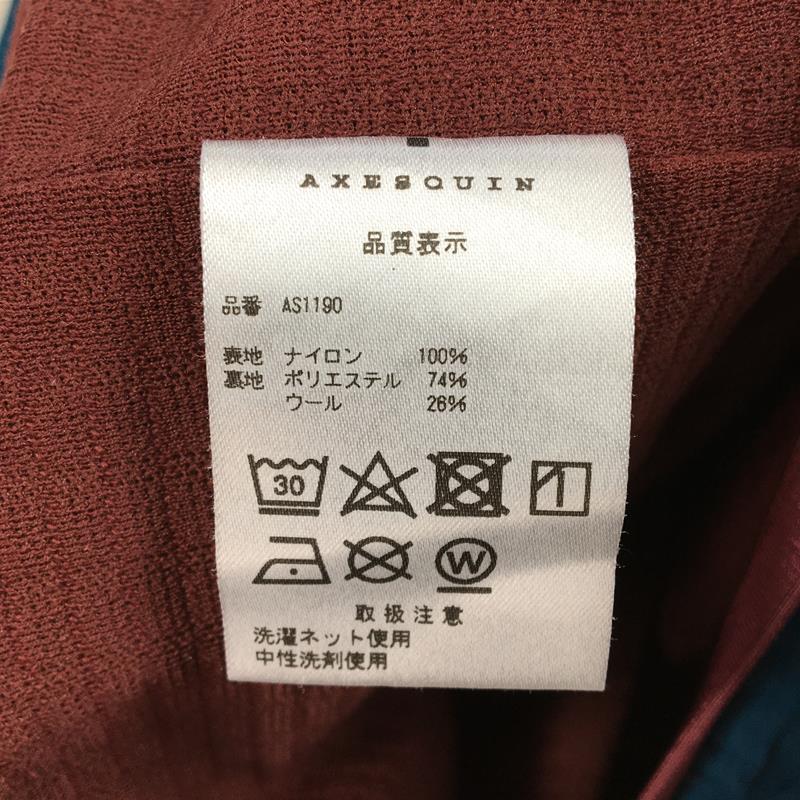 AXESQUIN
品質表示
品番 AS1190
表地 ナイロン 100%
裏地 ポリエステル 74%
ウール 26%
30
W
取扱注意
洗濯ネット使用
中性洗剤使用